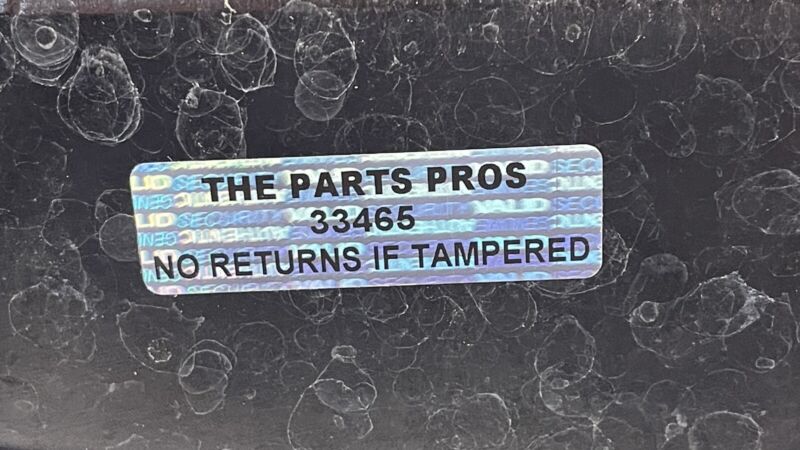 THE PARTS PROS
33465
NO RETURNS IF TAMPERED